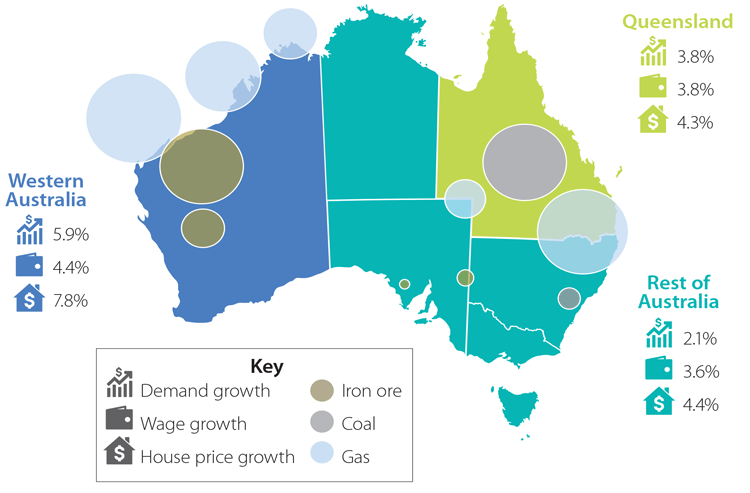 Queensland
3.8%
3.8%
4.3%
Western
Australia
5.9%
4.4%
7.8%
Rest of
Australia
2.1%
3.6%
4.4%
Key
Demand growth
Iron ore
Wage growth
Coal
House price growth
Gas